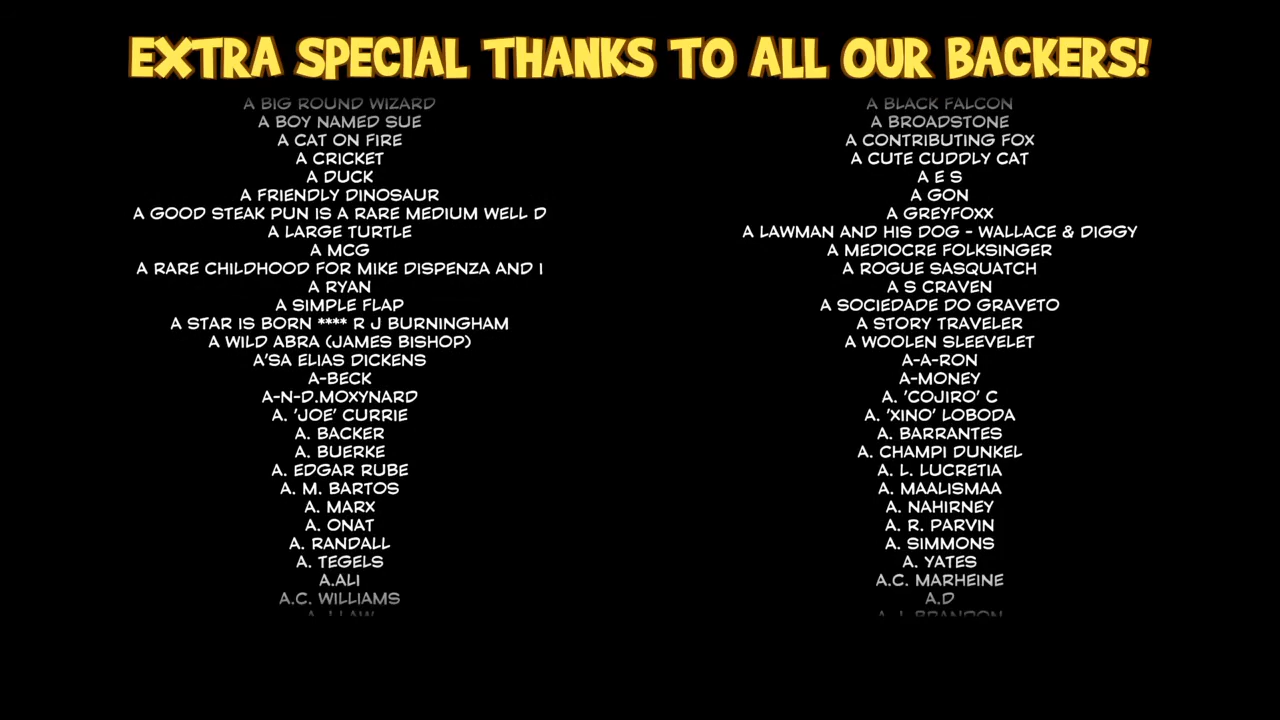 EXTRA SPECIAL THANKS TO ALL OUR BACKERS!
A BIG ROUND WIZARD
A BOY NAMED SUE
A CAT ON FIRE
A CRICKET
A DUCK
A FRIENDLY DINOSAUR
A GOOD STEAK PUN IS A RARE MEDIUM WELL D
A LARGE TURTLE
A MCG
A RARE CHILDHOOD FOR MIKE DISPENZA AND I
A RYAN
A SIMPLE FLAP
A STAR IS BORN **** R J BURNINGHAM
A WILD ABRA (JAMES BISHOP)
A'SA ELIAS DICKENS
A-BECK
A-N-D.MOXYNARD
A. 'JOE' CURRIE
A. BACKER
A. BUERKE
A. EDGAR RUBE
A. M. BARTOS
A. MARX
A. ONAT
A. RANDALL
A. TEGELS
A.ALI
A.C. WILLIAMS
A BLACK FALCON
A BROADSTONE
A CONTRIBUTING FOX
A CUTE CUDDLY CAT
A E S
A GON
A GREYFOXX
A LAWMAN AND HIS DOG - WALLACE & DIGGY
A MEDIOCRE FOLKSINGER
A ROGUE SASQUATCH
A S CRAVEN
A SOCIEDADE DO GRAVETO
A STORY TRAVELER
A WOOLEN SLEEVELET
A-A-RON
A-MONEY
A. 'COJIRO' C
A. 'XINO' LOBODA
A. BARRANTES
A. CHAMPI DUNKEL
A. L. LUCRETIA
A. MAALISMAA
A. NAHIRNEY
A. R. PARVIN
A. SIMMONS
A. YATES
A.C. MARHEINE
A.D